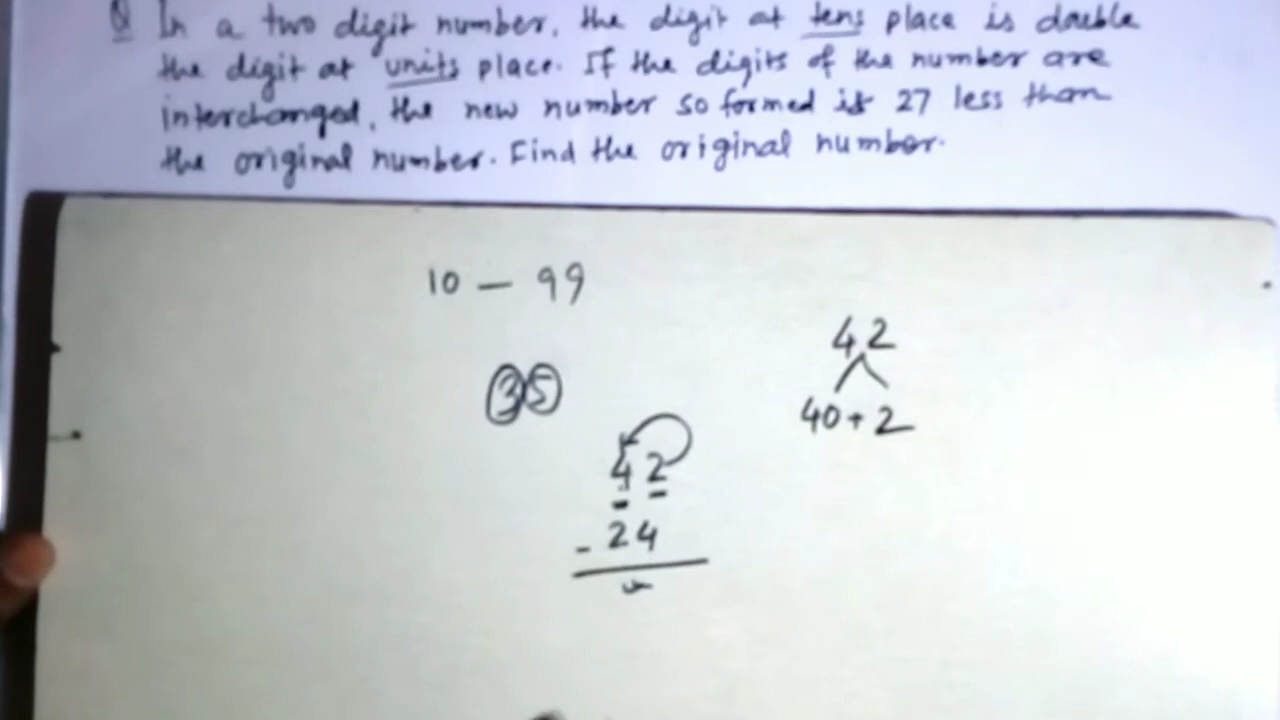 Q In a two digit number, the digit at tens place is double
the digit at units place. If the digits of the number are
interchanged, the new number so formed is 27 less than
the original number. Find the original number.
10 — 99
42
35
40 + 2
42
- 24